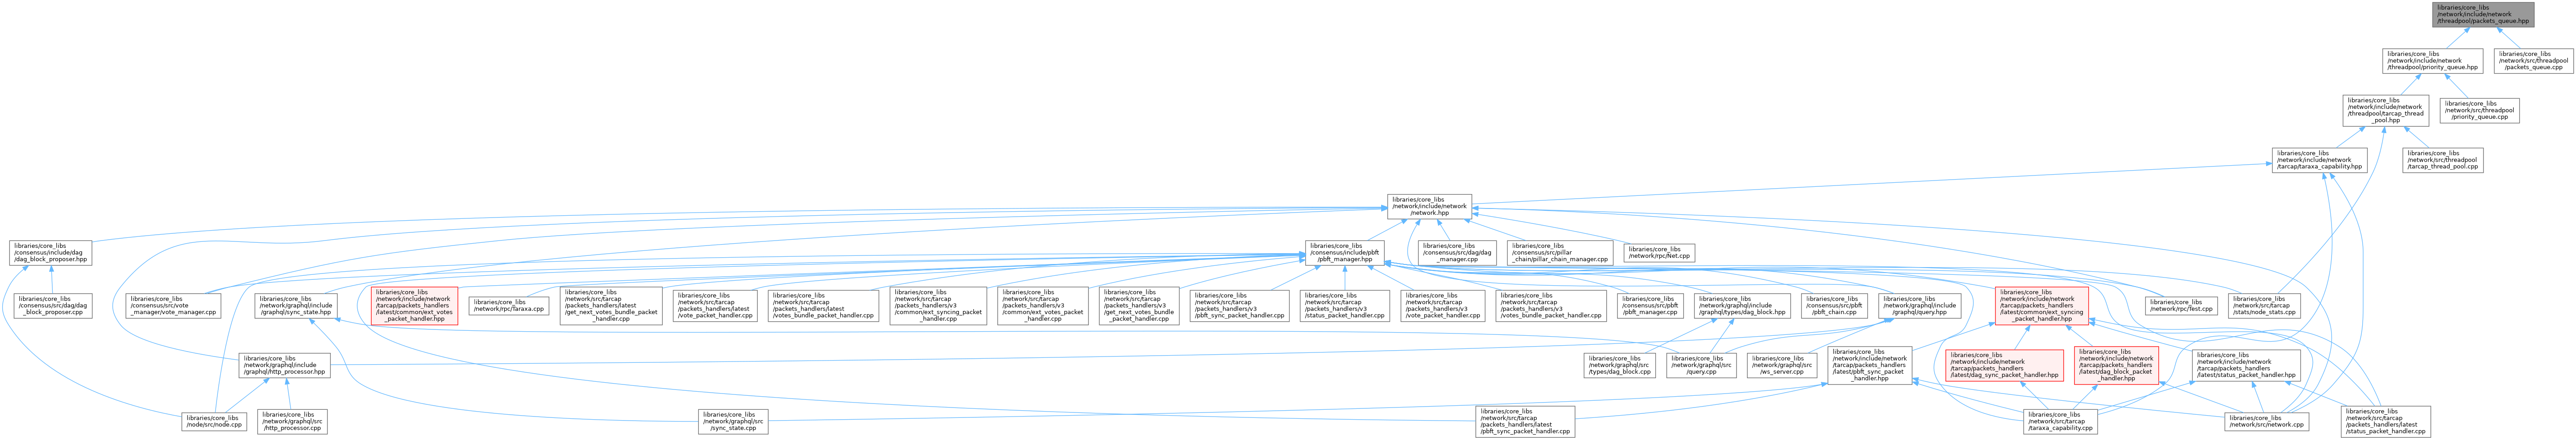 libraries/core_libs
/network/include/network
/threadpool/packets_queue.hpp
libraries/core_libs
/network/include/network
/threadpool/priority_queue.hpp
libraries/core_libs
/network/src/threadpool
/packets_queue.cpp
libraries/core_libs
/network/include/network
/threadpool/tarcap_thread
_pool.hpp
libraries/core_libs
/network/src/threadpool
/priority_queue.cpp
libraries/core_libs
/network/include/network
/tarcap/taraxa_capability.hpp
libraries/core_libs
/network/src/threadpool
/tarcap_thread_pool.cpp
libraries/core_libs
/network/include/network
/network.hpp
libraries/core_libs
/consensus/include/dag
/dag_block_proposer.hpp
libraries/core_libs
/consensus/include/pbft
/pbft_manager.hpp
libraries/core_libs
/consensus/src/dag/dag
_manager.cpp
libraries/core_libs
/consensus/src/pillar
_chain/pillar_chain_manager.cpp
libraries/core_libs
/network/rpc/Net.cpp
libraries/core_libs
/consensus/src/dag/dag
_block_proposer.cpp
libraries/core_libs
/consensus/src/vote
_manager/vote_manager.cpp
libraries/core_libs
/network/graphql/include
/graphql/sync_state.hpp
libraries/core_libs
/network/include/network
/tarcap/packets_handlers
/latest/common/ext_votes
_packet_handler.hpp
libraries/core_libs
/network/rpc/Taraxa.cpp
libraries/core_libs
/network/src/tarcap
/packets_handlers/latest
/get_next_votes_bundle_packet
_handler.cpp
libraries/core_libs
/network/src/tarcap
/packets_handlers/latest
/vote_packet_handler.cpp
libraries/core_libs
/network/src/tarcap
/packets_handlers/latest
/votes_bundle_packet_handler.cpp
libraries/core_libs
/network/src/tarcap
/packets_handlers/v3
/common/ext_syncing_packet
_handler.cpp
libraries/core_libs
/network/src/tarcap
/packets_handlers/v3
/common/ext_votes_packet
_handler.cpp
libraries/core_libs
/network/src/tarcap
/packets_handlers/v3
/get_next_votes_bundle
_packet_handler.cpp
libraries/core_libs
/network/src/tarcap
/packets_handlers/v3
/pbft_sync_packet_handler.cpp
libraries/core_libs
/network/src/tarcap
/packets_handlers/v3
/status_packet_handler.cpp
libraries/core_libs
/network/src/tarcap
/packets_handlers/v3
/vote_packet_handler.cpp
libraries/core_libs
/network/src/tarcap
/packets_handlers/v3
/votes_bundle_packet_handler.cpp
libraries/core_libs
/consensus/src/pbft
/pbft_manager.cpp
libraries/core_libs
/network/graphql/include
/graphql/types/dag_block.hpp
libraries/core_libs
/consensus/src/pbft
/pbft_chain.cpp
libraries/core_libs
/network/graphql/include
/graphql/query.hpp
libraries/core_libs
/network/include/network
/tarcap/packets_handlers
/latest/common/ext_syncing
_packet_handler.hpp
libraries/core_libs
/network/rpc/Test.cpp
libraries/core_libs
/network/src/tarcap
/stats/node_stats.cpp
libraries/core_libs
/network/graphql/include
/graphql/http_processor.hpp
libraries/core_libs
/network/graphql/src
/types/dag_block.cpp
libraries/core_libs
/network/graphql/src
/query.cpp
libraries/core_libs
/network/graphql/src
/ws_server.cpp
libraries/core_libs
/network/include/network
/tarcap/packets_handlers
/latest/pbft_sync_packet
_handler.hpp
libraries/core_libs
/network/include/network
/tarcap/packets_handlers
/latest/dag_sync_packet_handler.hpp
libraries/core_libs
/network/include/network
/tarcap/packets_handlers
/latest/dag_block_packet
_handler.hpp
libraries/core_libs
/network/include/network
/tarcap/packets_handlers
/latest/status_packet_handler.hpp
libraries/core_libs
/node/src/node.cpp
libraries/core_libs
/network/graphql/src
/http_processor.cpp
libraries/core_libs
/network/graphql/src
/sync_state.cpp
libraries/core_libs
/network/src/tarcap
/packets_handlers/latest
/pbft_sync_packet_handler.cpp
libraries/core_libs
/network/src/tarcap
/taraxa_capability.cpp
libraries/core_libs
/network/src/network.cpp
libraries/core_libs
/network/src/tarcap
/packets_handlers/latest
/status_packet_handler.cpp